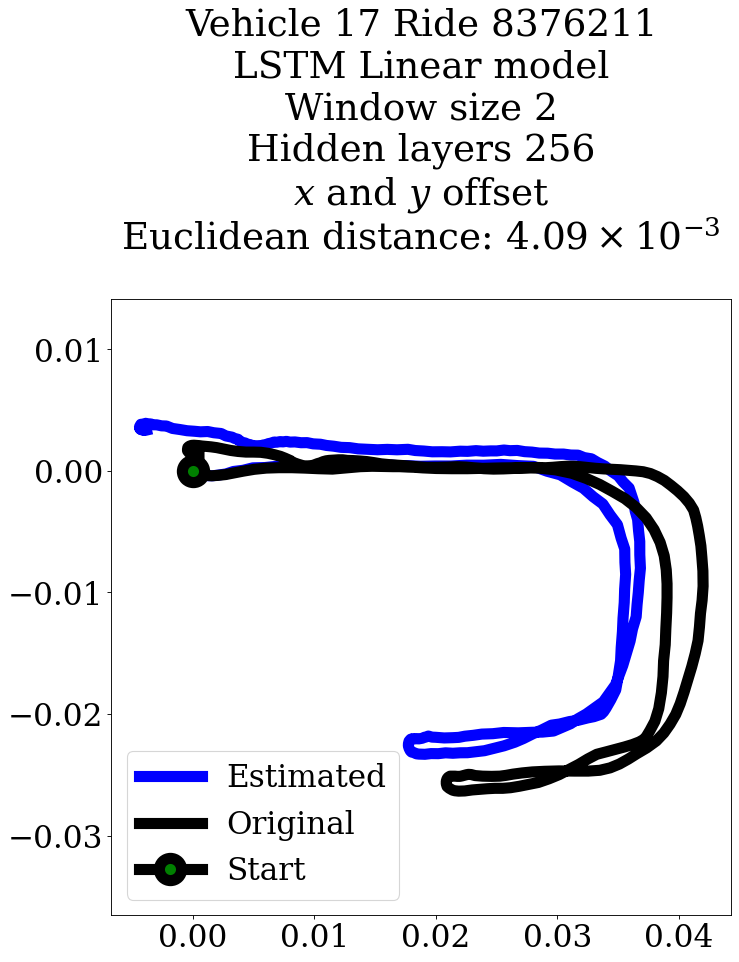 Vehicle 17 Ride 8376211
LSTM Linear model
Window size 2
Hidden layers 256
x and y offset
Euclidean distance: 4.09 × 10⁻³
0.01
0.00
−0.01
−0.02
−0.03
Estimated
Original
Start
0.00 0.01 0.02 0.03 0.04